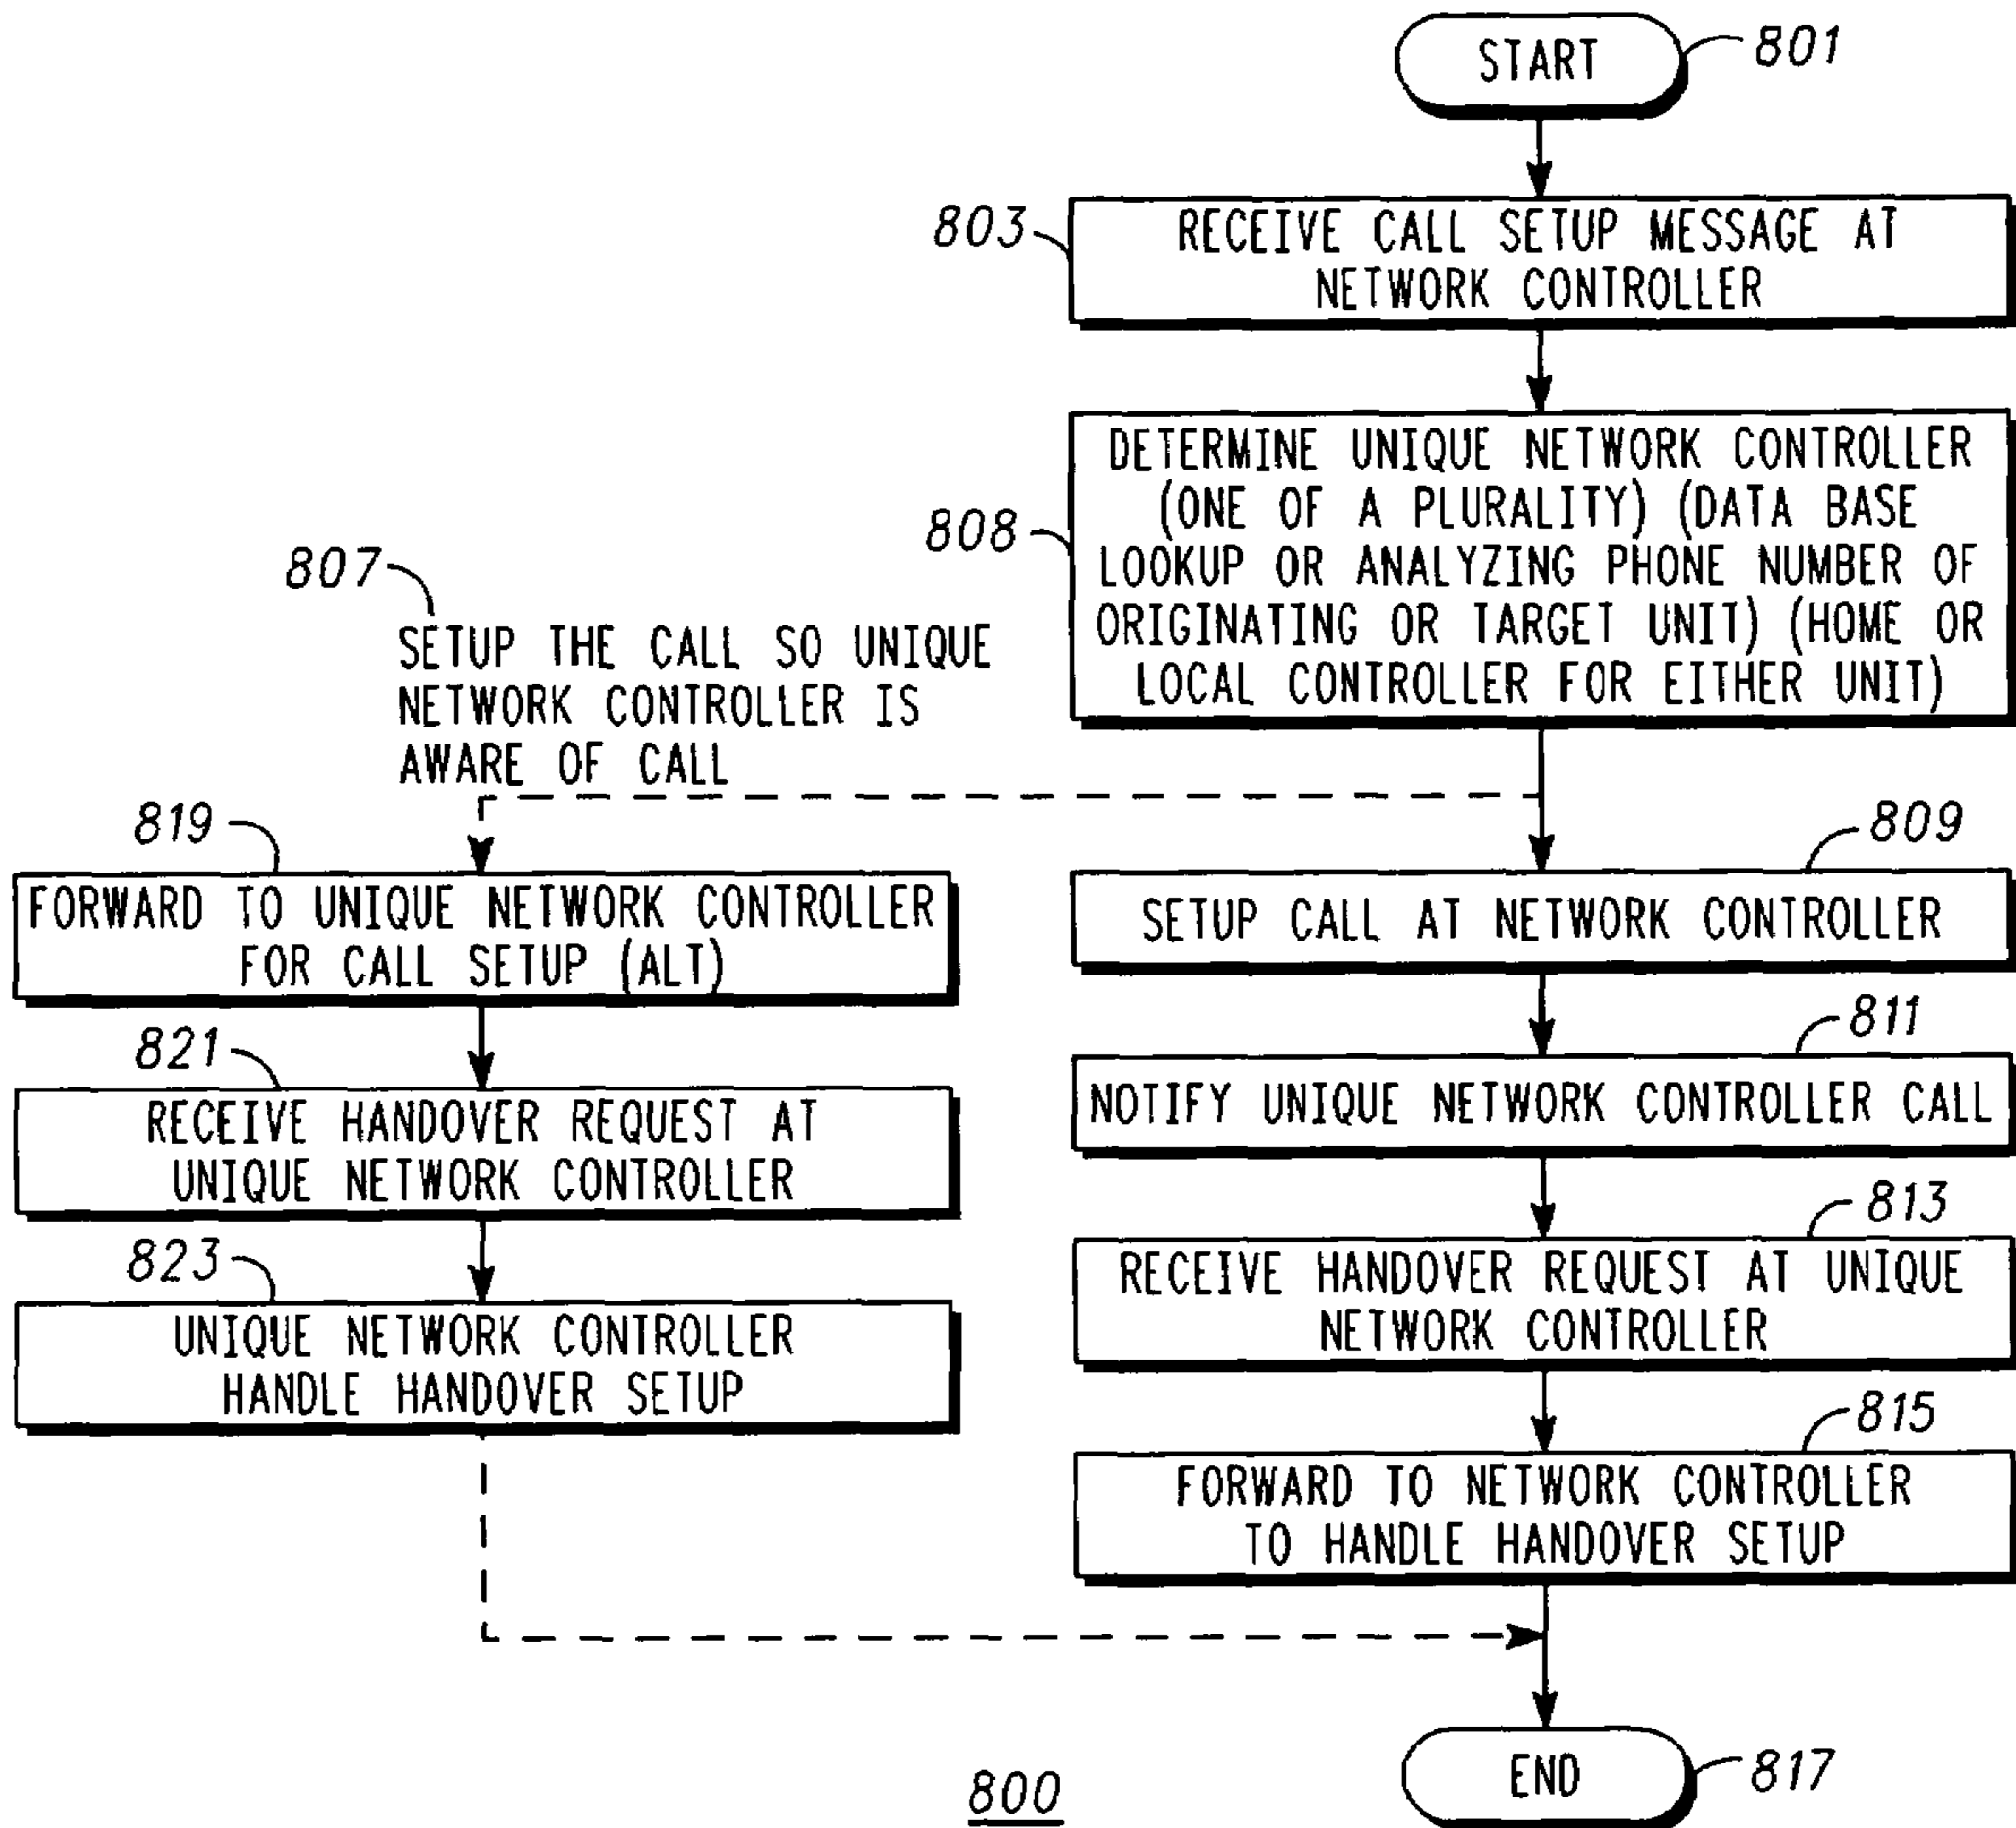 START
801
803
RECEIVE CALL SETUP MESSAGE AT
NETWORK CONTROLLER
808
DETERMINE UNIQUE NETWORK CONTROLLER
(ONE OF A PLURALITY) (DATA BASE
LOOKUP OR ANALYZING PHONE NUMBER OF
ORIGINATING OR TARGET UNIT) (HOME OR
LOCAL CONTROLLER FOR EITHER UNIT)
807
SETUP THE CALL SO UNIQUE
NETWORK CONTROLLER IS
AWARE OF CALL
819
FORWARD TO UNIQUE NETWORK CONTROLLER
FOR CALL SETUP (ALT)
821
RECEIVE HANDOVER REQUEST AT
UNIQUE NETWORK CONTROLLER
823
UNIQUE NETWORK CONTROLLER
HANDLE HANDOVER SETUP
809
SETUP CALL AT NETWORK CONTROLLER
811
NOTIFY UNIQUE NETWORK CONTROLLER CALL
813
RECEIVE HANDOVER REQUEST AT UNIQUE
NETWORK CONTROLLER
815
FORWARD TO NETWORK CONTROLLER
TO HANDLE HANDOVER SETUP
END
817
800